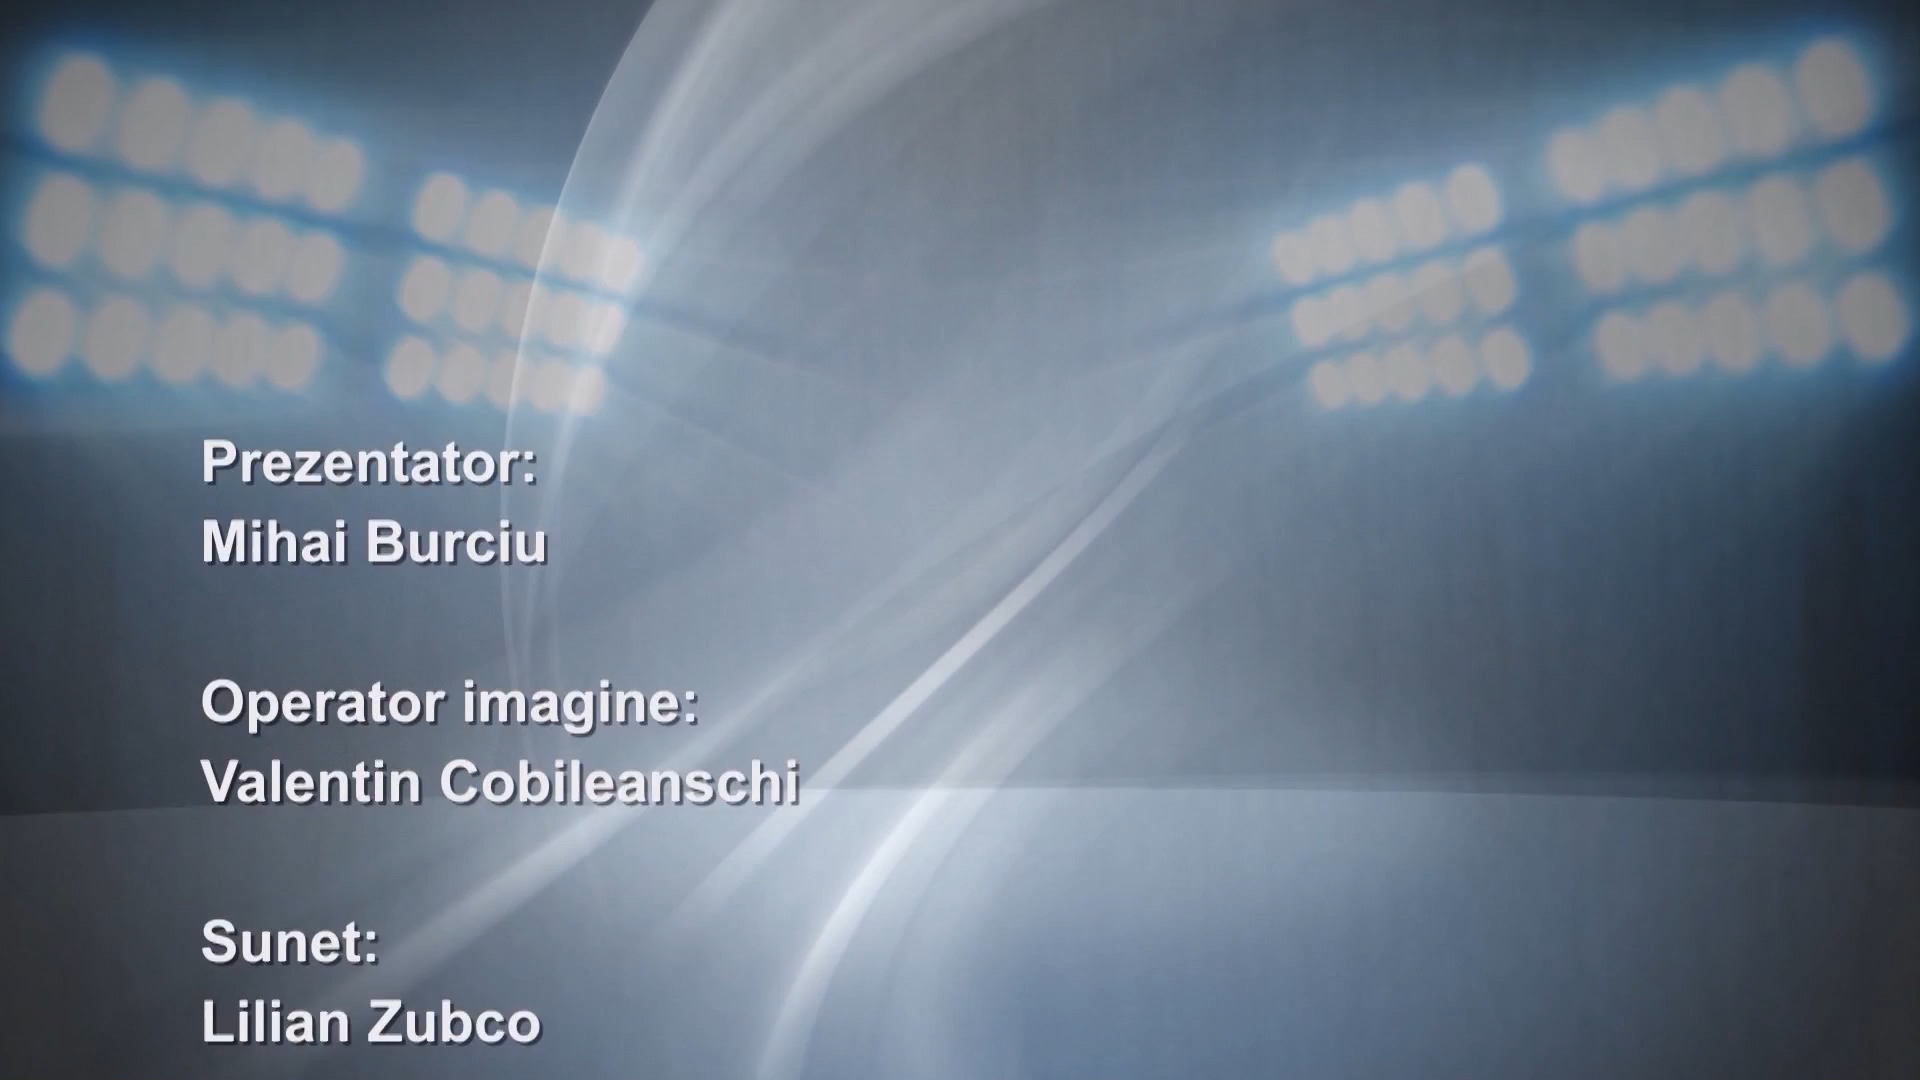 Prezentator:
Mihai Burciu
Operator imagine:
Valentin Cobileanschi
Sunet:
Lilian Zubco